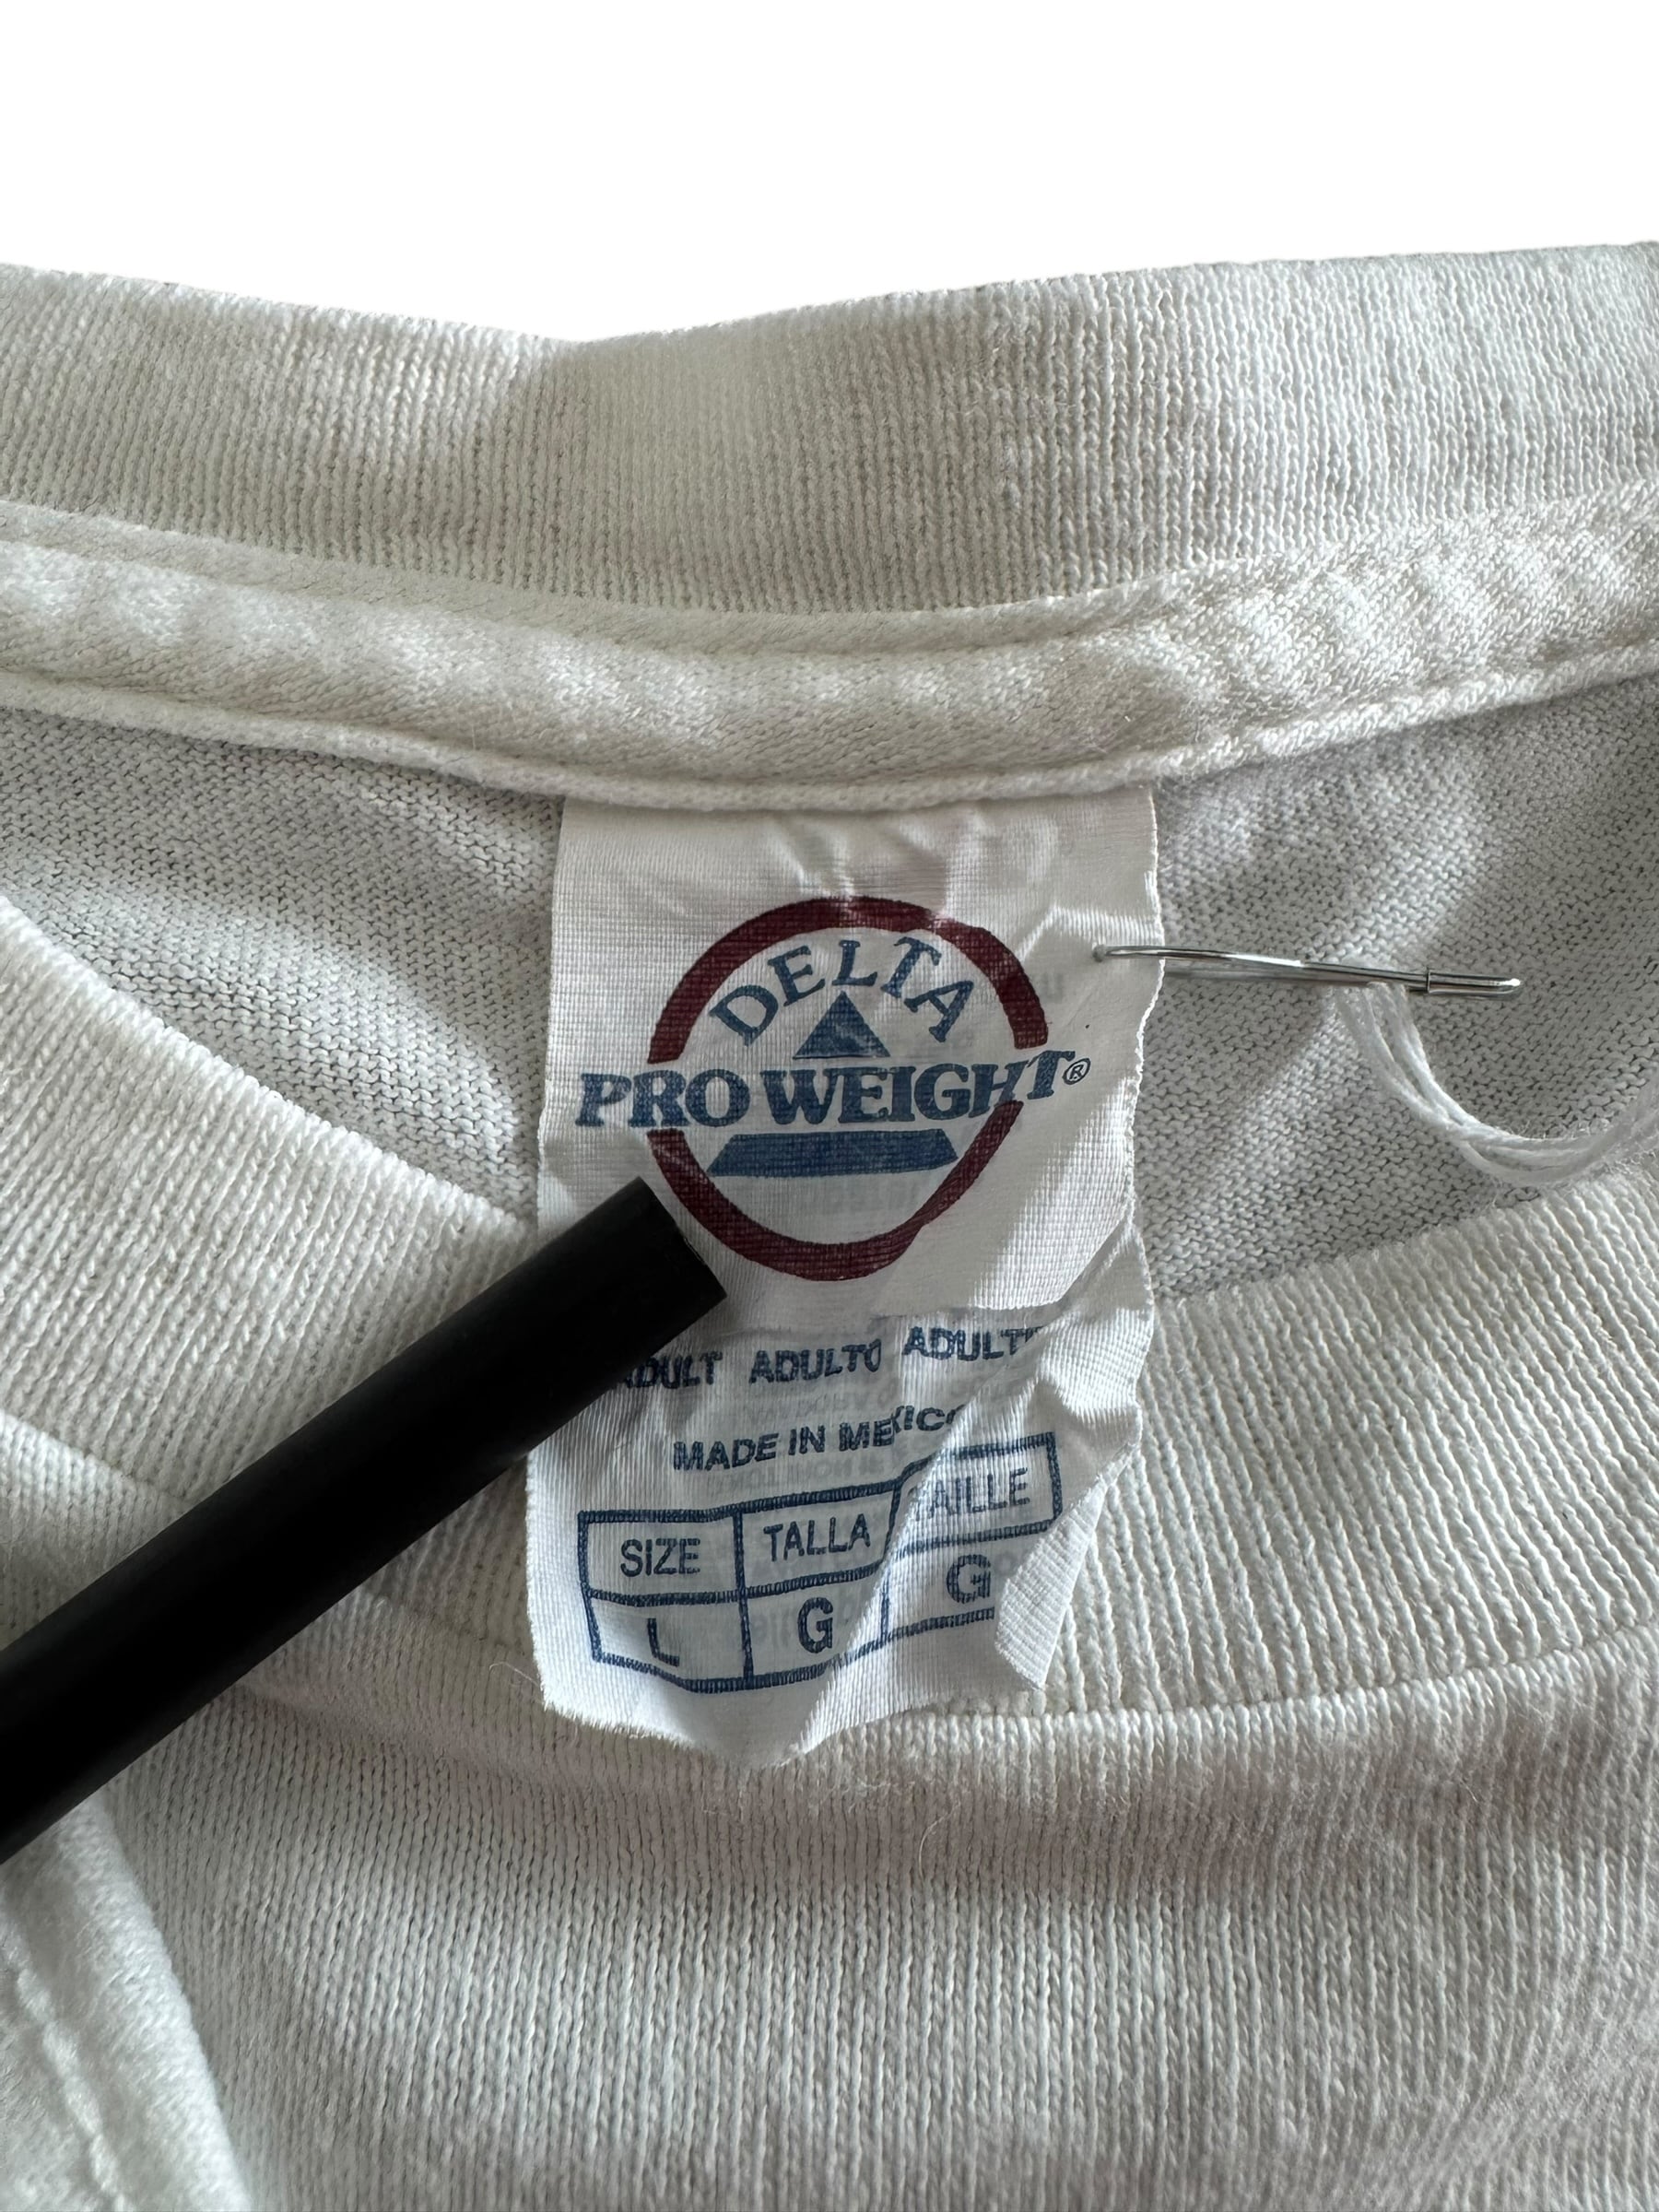 DELTA
PRO WEIGHT®
ADULT ADULTO ADULTE
MADE IN MEXICO
SIZE TALLA TAILLE
L G G